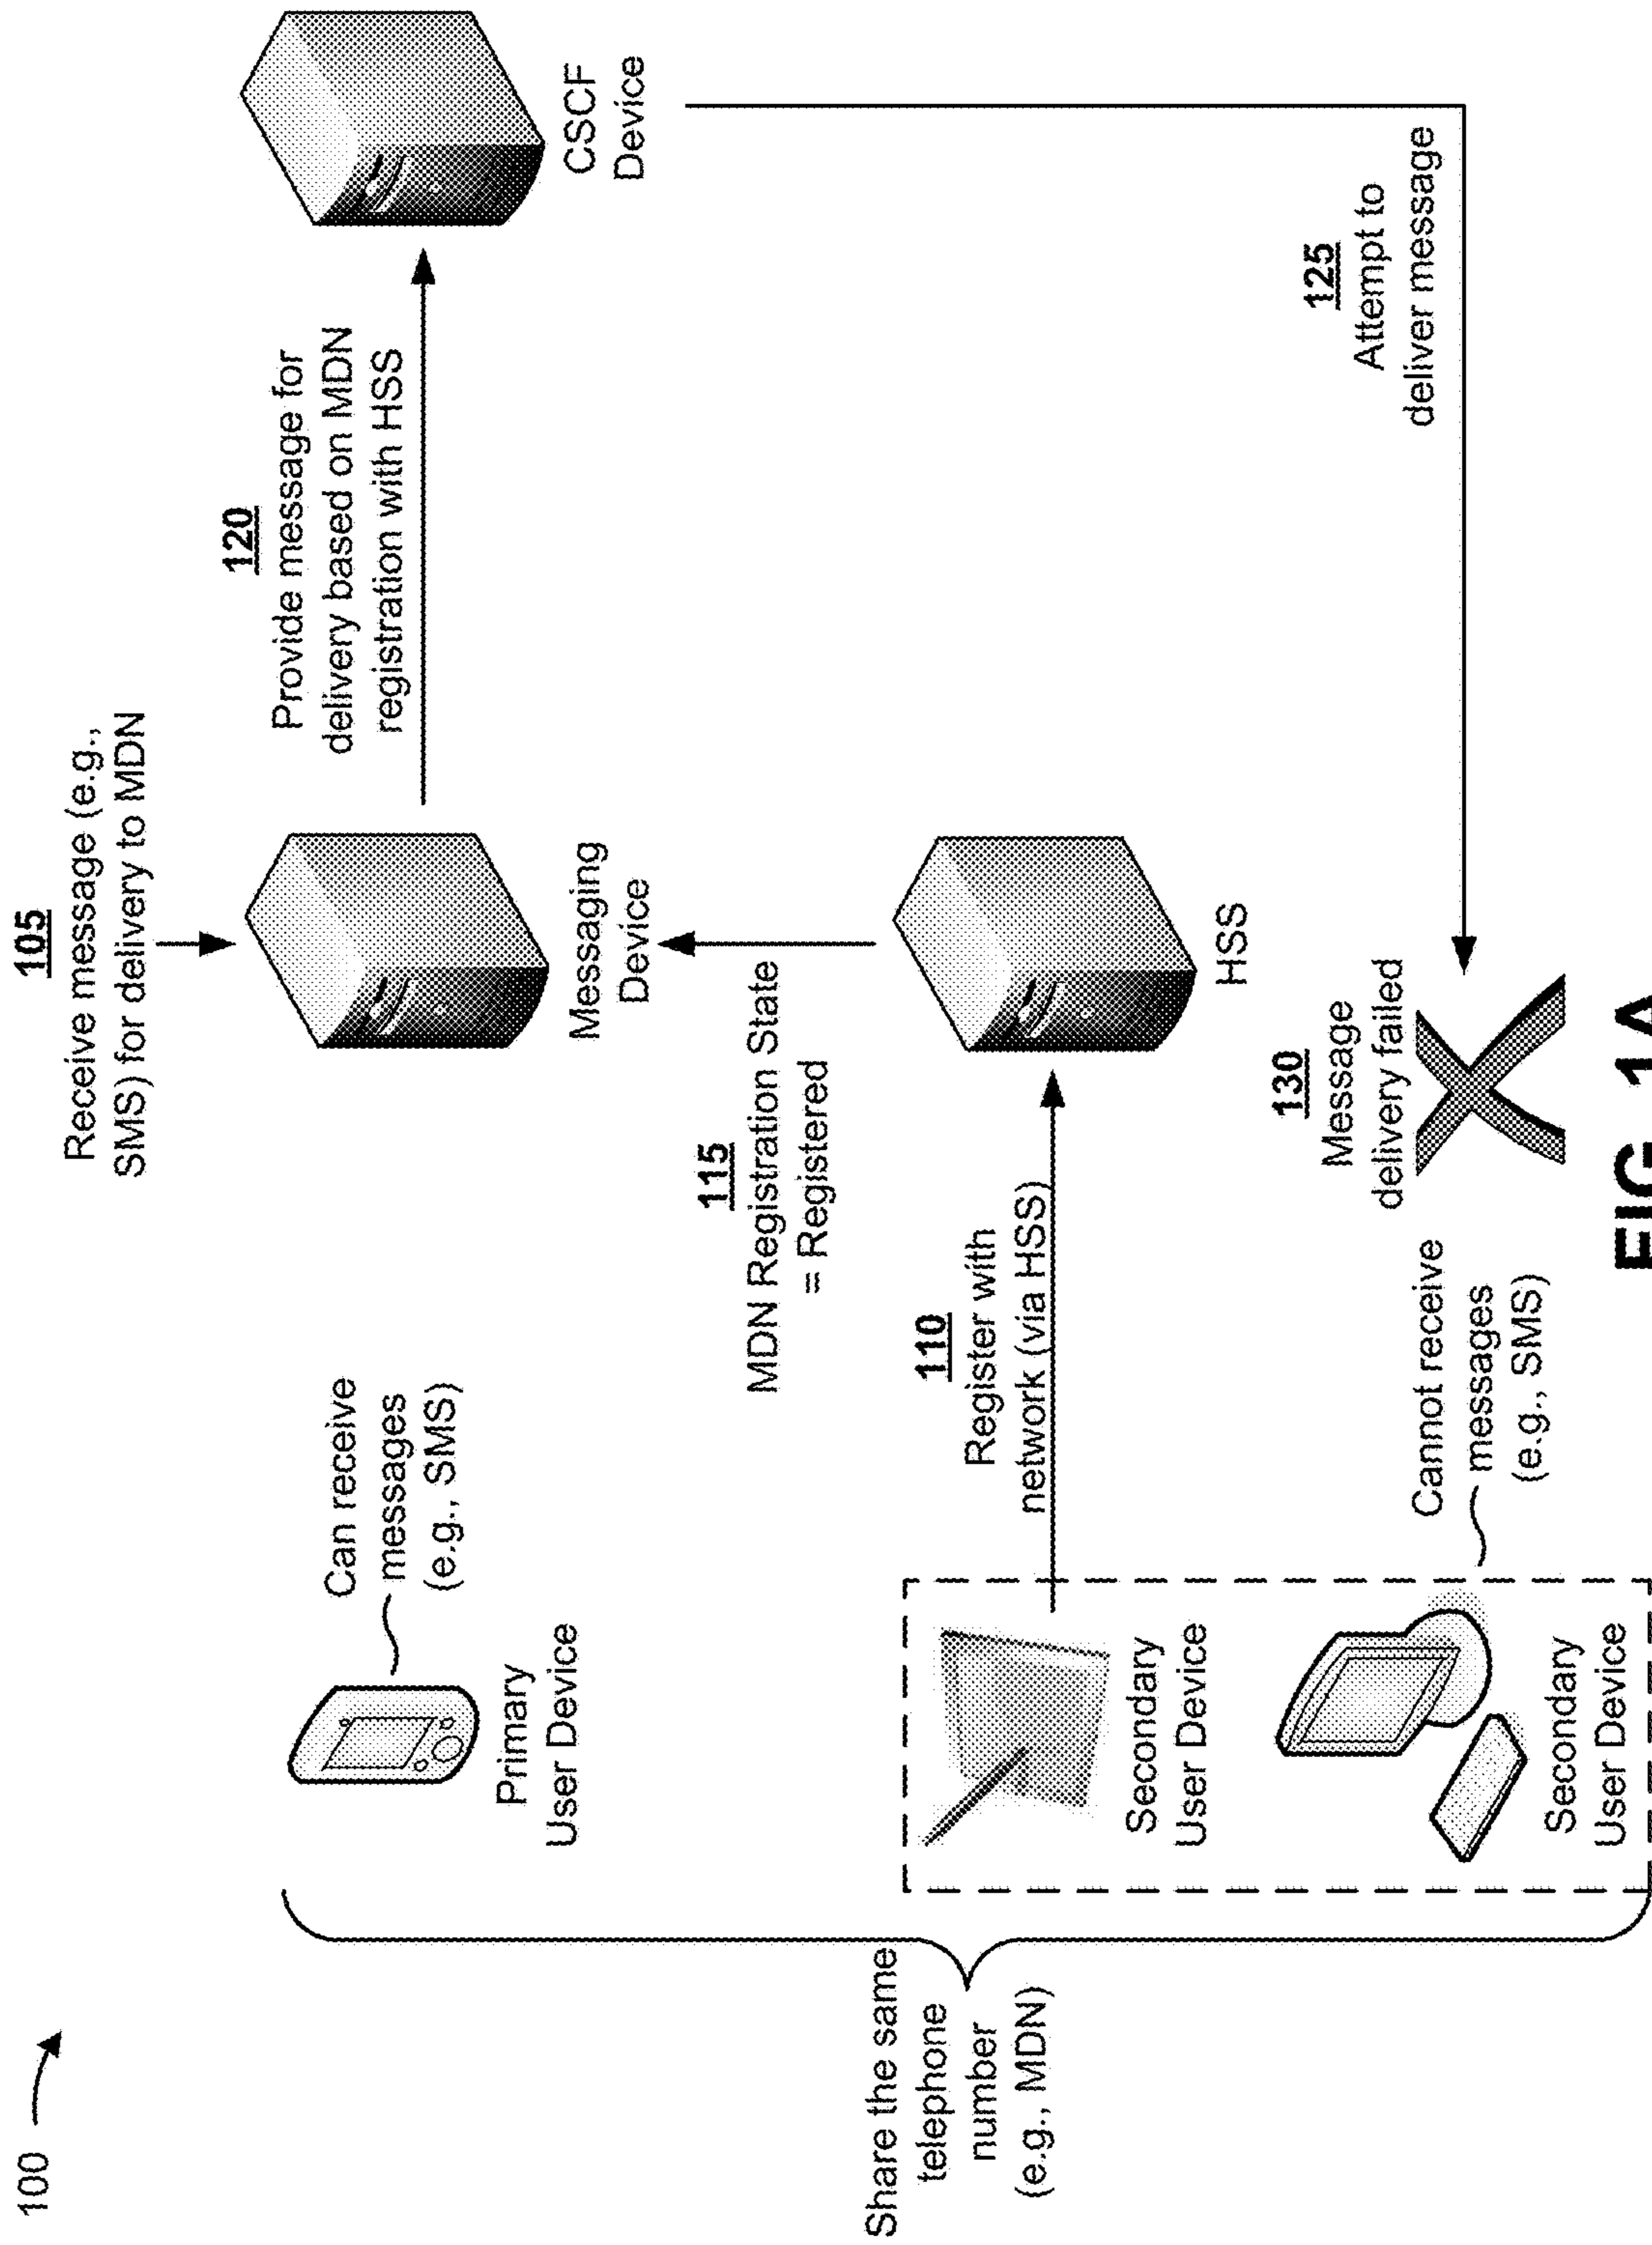 100
105
Receive message (e.g.,
SMS) for delivery to MDN
120
Provide message for
delivery based on MDN
registration with HSS
Can receive
messages
(e.g., SMS)
Primary
User Device
Messaging
Device
CSCF
Device
115
MDN Registration State
= Registered
Share the same
telephone
number
(e.g., MDN)
110
Register with
network (via HSS)
Secondary
User Device
HSS
125
Attempt to
deliver message
130
Message
delivery failed
Cannot receive
messages
(e.g., SMS)
Secondary
User Device
FIG. 1A